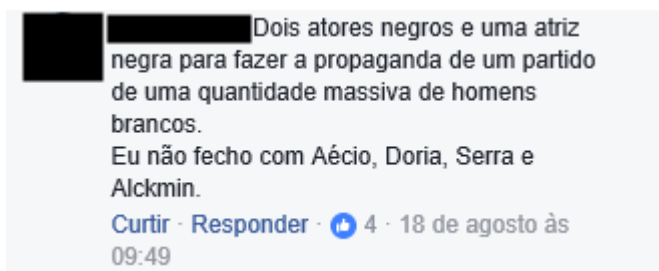 Dois atores negros e uma atriz
negra para fazer a propaganda de um partido
de uma quantidade massiva de homens
brancos.
Eu não fecho com Aécio, Doria, Serra e
Alckmin.
Curtir · Responder · 4 · 18 de agosto às
09:49